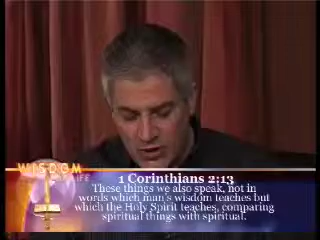 WISDOM
LIFE
1 Corinthians 2:13
These things we also speak, not in
words which man's wisdom teaches but
which the Holy Spirit teaches, comparing
spiritual things with spiritual.